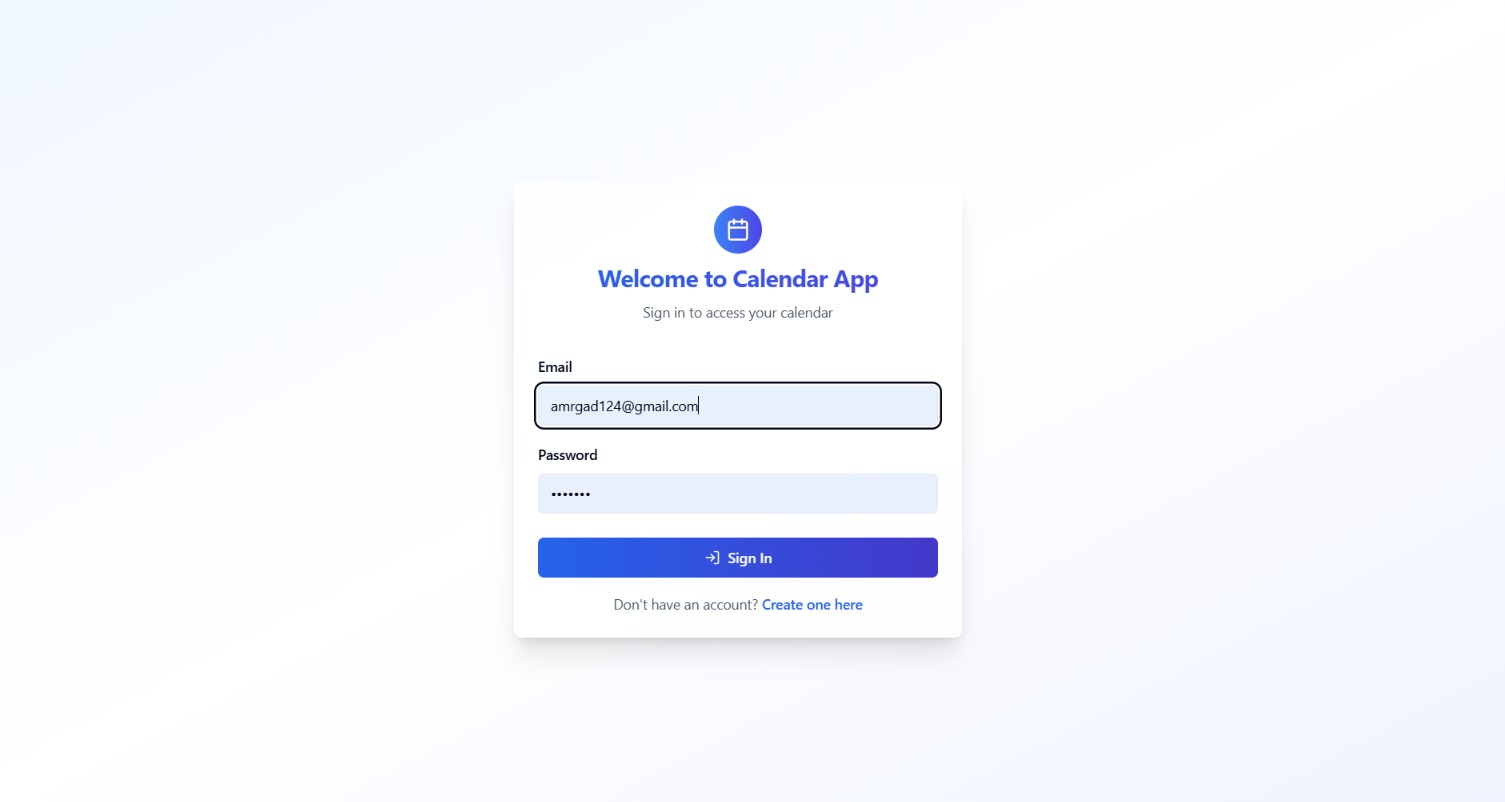 Welcome to Calendar App
Sign in to access your calendar
Email
amrgad124@gmail.com
Password
•••••••
Sign In
Don't have an account? Create one here